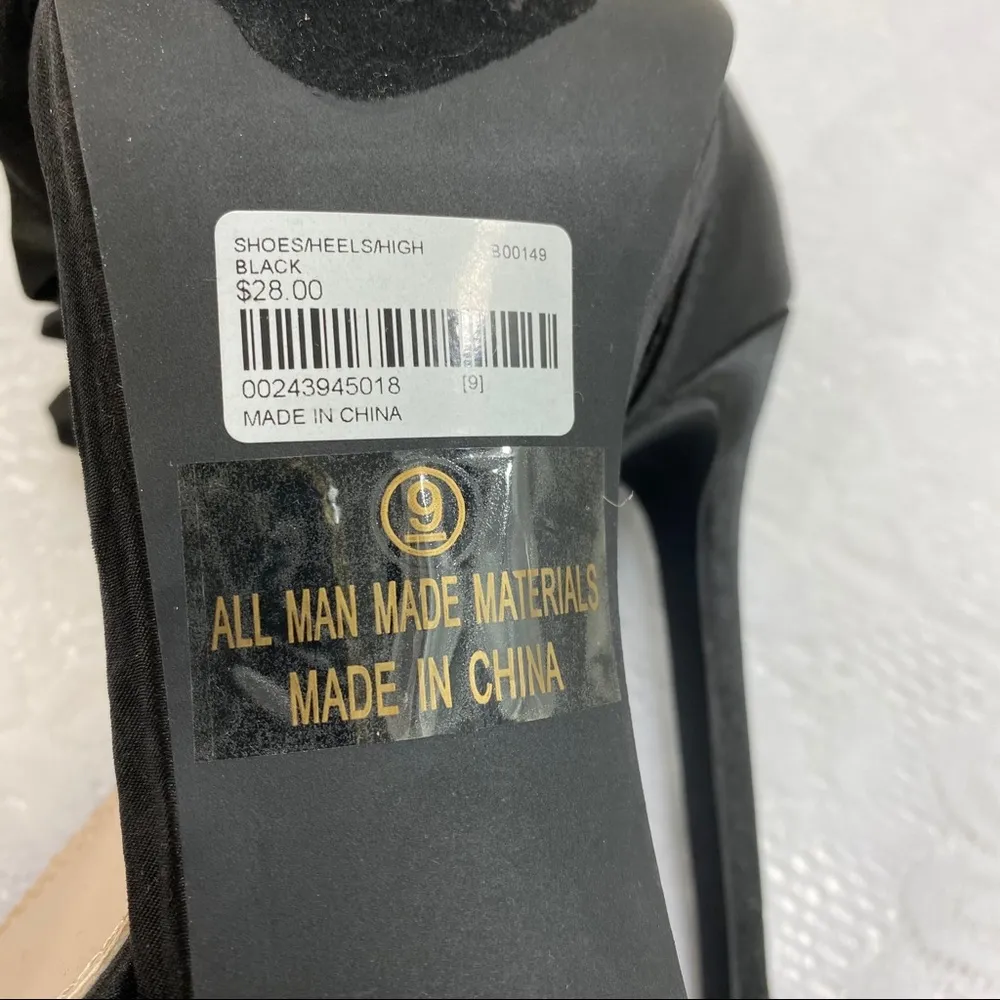 SHOES/HEELS/HIGH B00149
BLACK
$28.00
00243945018 [9]
MADE IN CHINA
9
ALL MAN MADE MATERIALS
MADE IN CHINA